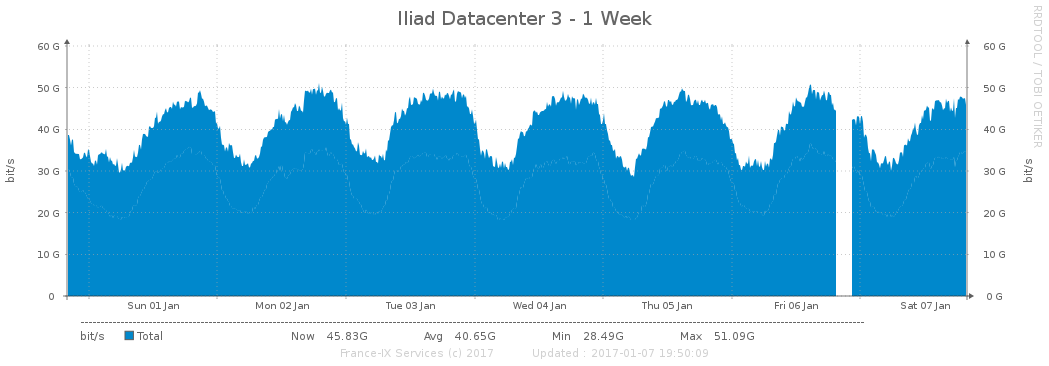 Iliad Datacenter 3 - 1 Week
RRDTOOL / TOBI OETIKER
60 G 60 G
50 G 50 G
40 G 40 G
30 G 30 G
20 G 20 G
10 G 10 G
0 0 G
bit/s bit/s
Sun 01 Jan Mon 02 Jan Tue 03 Jan Wed 04 Jan Thu 05 Jan Fri 06 Jan Sat 07 Jan
bit/s Total Now 45.83G Avg 40.65G Min 28.49G Max 51.09G
France-IX Services (c) 2017 Updated : 2017-01-07 19:50:09